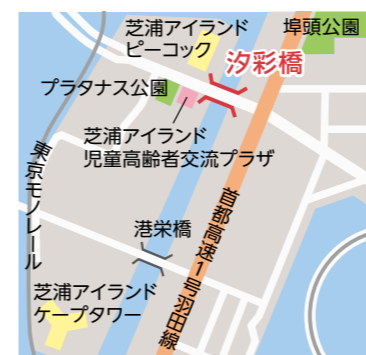 芝浦アイランド
ピーコック
埠頭公園
汐彩橋
プラタナス公園
芝浦アイランド
児童高齢者交流プラザ
東京モノレール
首都高速1号羽田線
港栄橋
芝浦アイランド
ケープタワー